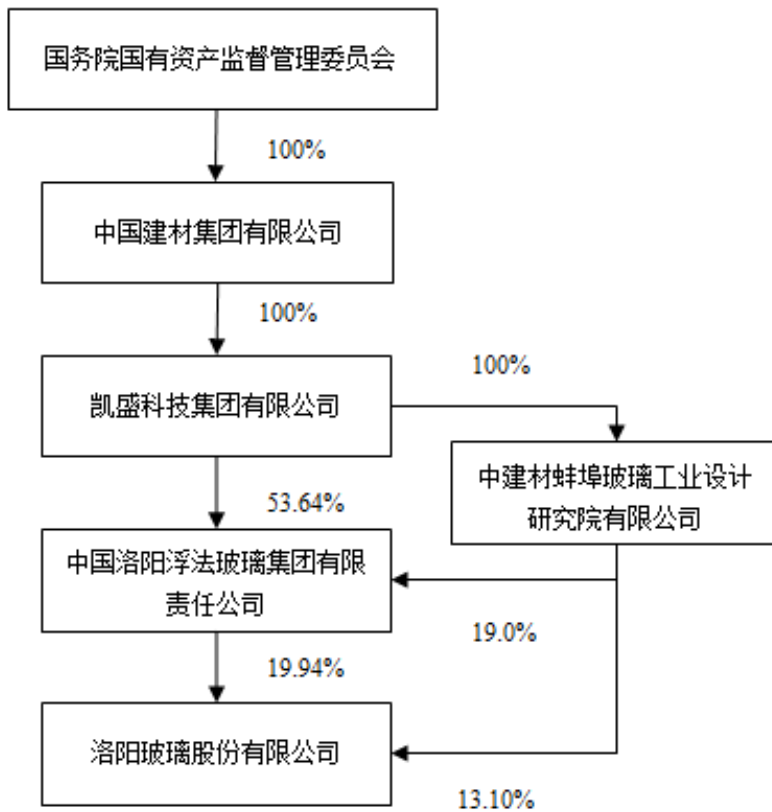 国务院国有资产监督管理委员会
100%
中国建材集团有限公司
100%
凯盛科技集团有限公司
100%
中建材蚌埠玻璃工业设计
研究院有限公司
53.64%
中国洛阳浮法玻璃集团有限
责任公司
19.0%
19.94%
洛阳玻璃股份有限公司
13.10%